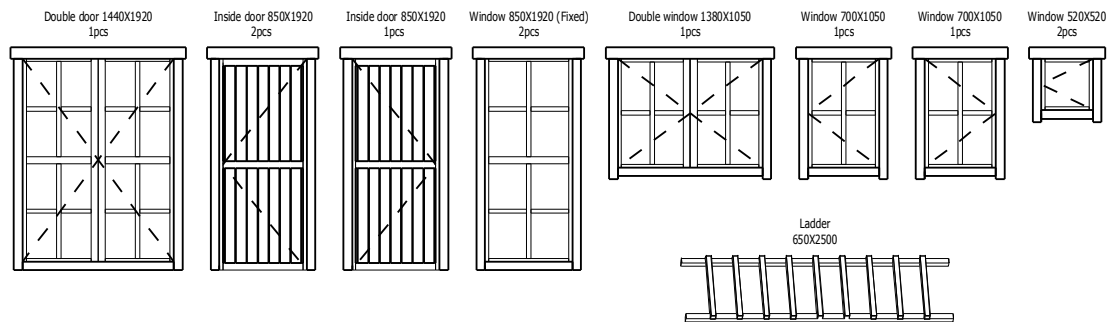 Double door 1440X1920
1pcs
Inside door 850X1920
2pcs
Inside door 850X1920
1pcs
Window 850X1920 (Fixed)
2pcs
Double window 1380X1050
1pcs
Window 700X1050
1pcs
Window 700X1050
1pcs
Window 520X520
2pcs
Ladder
650X2500